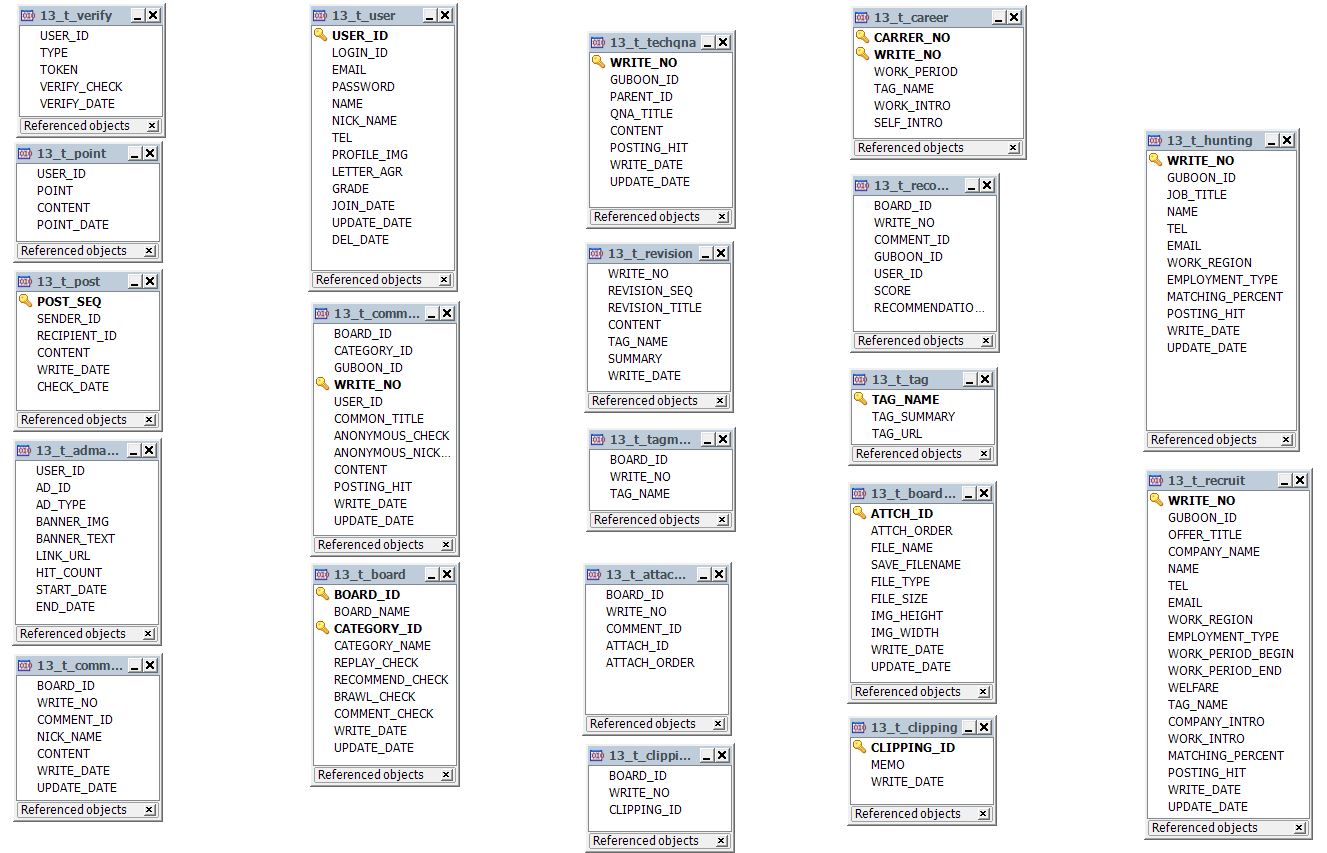 13_t_verify
USER_ID
TYPE
TOKEN
VERIFY_CHECK
VERIFY_DATE
Referenced objects
13_t_point
USER_ID
POINT
CONTENT
POINT_DATE
Referenced objects
13_t_post
POST_SEQ
SENDER_ID
RECIPIENT_ID
CONTENT
WRITE_DATE
CHECK_DATE
Referenced objects
13_t_adma...
USER_ID
AD_ID
AD_TYPE
BANNER_IMG
BANNER_TEXT
LINK_URL
HIT_COUNT
START_DATE
END_DATE
Referenced objects
13_t_comm...
BOARD_ID
WRITE_NO
COMMENT_ID
NICK_NAME
CONTENT
WRITE_DATE
UPDATE_DATE
Referenced objects
13_t_user
USER_ID
LOGIN_ID
EMAIL
PASSWORD
NAME
NICK_NAME
TEL
PROFILE_IMG
LETTER_AGR
GRADE
JOIN_DATE
UPDATE_DATE
DEL_DATE
Referenced objects
13_t_comm...
BOARD_ID
CATEGORY_ID
GUBOON_ID
WRITE_NO
USER_ID
COMMON_TITLE
ANONYMOUS_CHECK
ANONYMOUS_NICK...
CONTENT
POSTING_HIT
WRITE_DATE
UPDATE_DATE
Referenced objects
13_t_board
BOARD_ID
BOARD_NAME
CATEGORY_ID
CATEGORY_NAME
REPLAY_CHECK
RECOMMEND_CHECK
BRAWL_CHECK
COMMENT_CHECK
WRITE_DATE
UPDATE_DATE
Referenced objects
13_t_techqna
WRITE_NO
GUBOON_ID
PARENT_ID
QNA_TITLE
CONTENT
POSTING_HIT
WRITE_DATE
UPDATE_DATE
Referenced objects
13_t_revision
WRITE_NO
REVISION_SEQ
REVISION_TITLE
CONTENT
TAG_NAME
SUMMARY
WRITE_DATE
Referenced objects
13_t_tagm...
BOARD_ID
WRITE_NO
TAG_NAME
Referenced objects
13_t_attac...
BOARD_ID
WRITE_NO
COMMENT_ID
ATTACH_ID
ATTACH_ORDER
Referenced objects
13_t_clippi...
BOARD_ID
WRITE_NO
CLIPPING_ID
Referenced objects
13_t_career
CARRER_NO
WRITE_NO
WORK_PERIOD
TAG_NAME
WORK_INTRO
SELF_INTRO
Referenced objects
13_t_reco...
BOARD_ID
WRITE_NO
COMMENT_ID
GUBOON_ID
USER_ID
SCORE
RECOMMENDATIO...
Referenced objects
13_t_tag
TAG_NAME
TAG_SUMMARY
TAG_URL
Referenced objects
13_t_board...
ATTCH_ID
ATTCH_ORDER
FILE_NAME
SAVE_FILENAME
FILE_TYPE
FILE_SIZE
IMG_HEIGHT
IMG_WIDTH
WRITE_DATE
UPDATE_DATE
Referenced objects
13_t_clipping
CLIPPING_ID
MEMO
WRITE_DATE
Referenced objects
13_t_hunting
WRITE_NO
GUBOON_ID
JOB_TITLE
NAME
TEL
EMAIL
WORK_REGION
EMPLOYMENT_TYPE
MATCHING_PERCENT
POSTING_HIT
WRITE_DATE
UPDATE_DATE
Referenced objects
13_t_recruit
WRITE_NO
GUBOON_ID
OFFER_TITLE
COMPANY_NAME
NAME
TEL
EMAIL
WORK_REGION
EMPLOYMENT_TYPE
WORK_PERIOD_BEGIN
WORK_PERIOD_END
WELFARE
TAG_NAME
COMPANY_INTRO
WORK_INTRO
MATCHING_PERCENT
POSTING_HIT
WRITE_DATE
UPDATE_DATE
Referenced objects